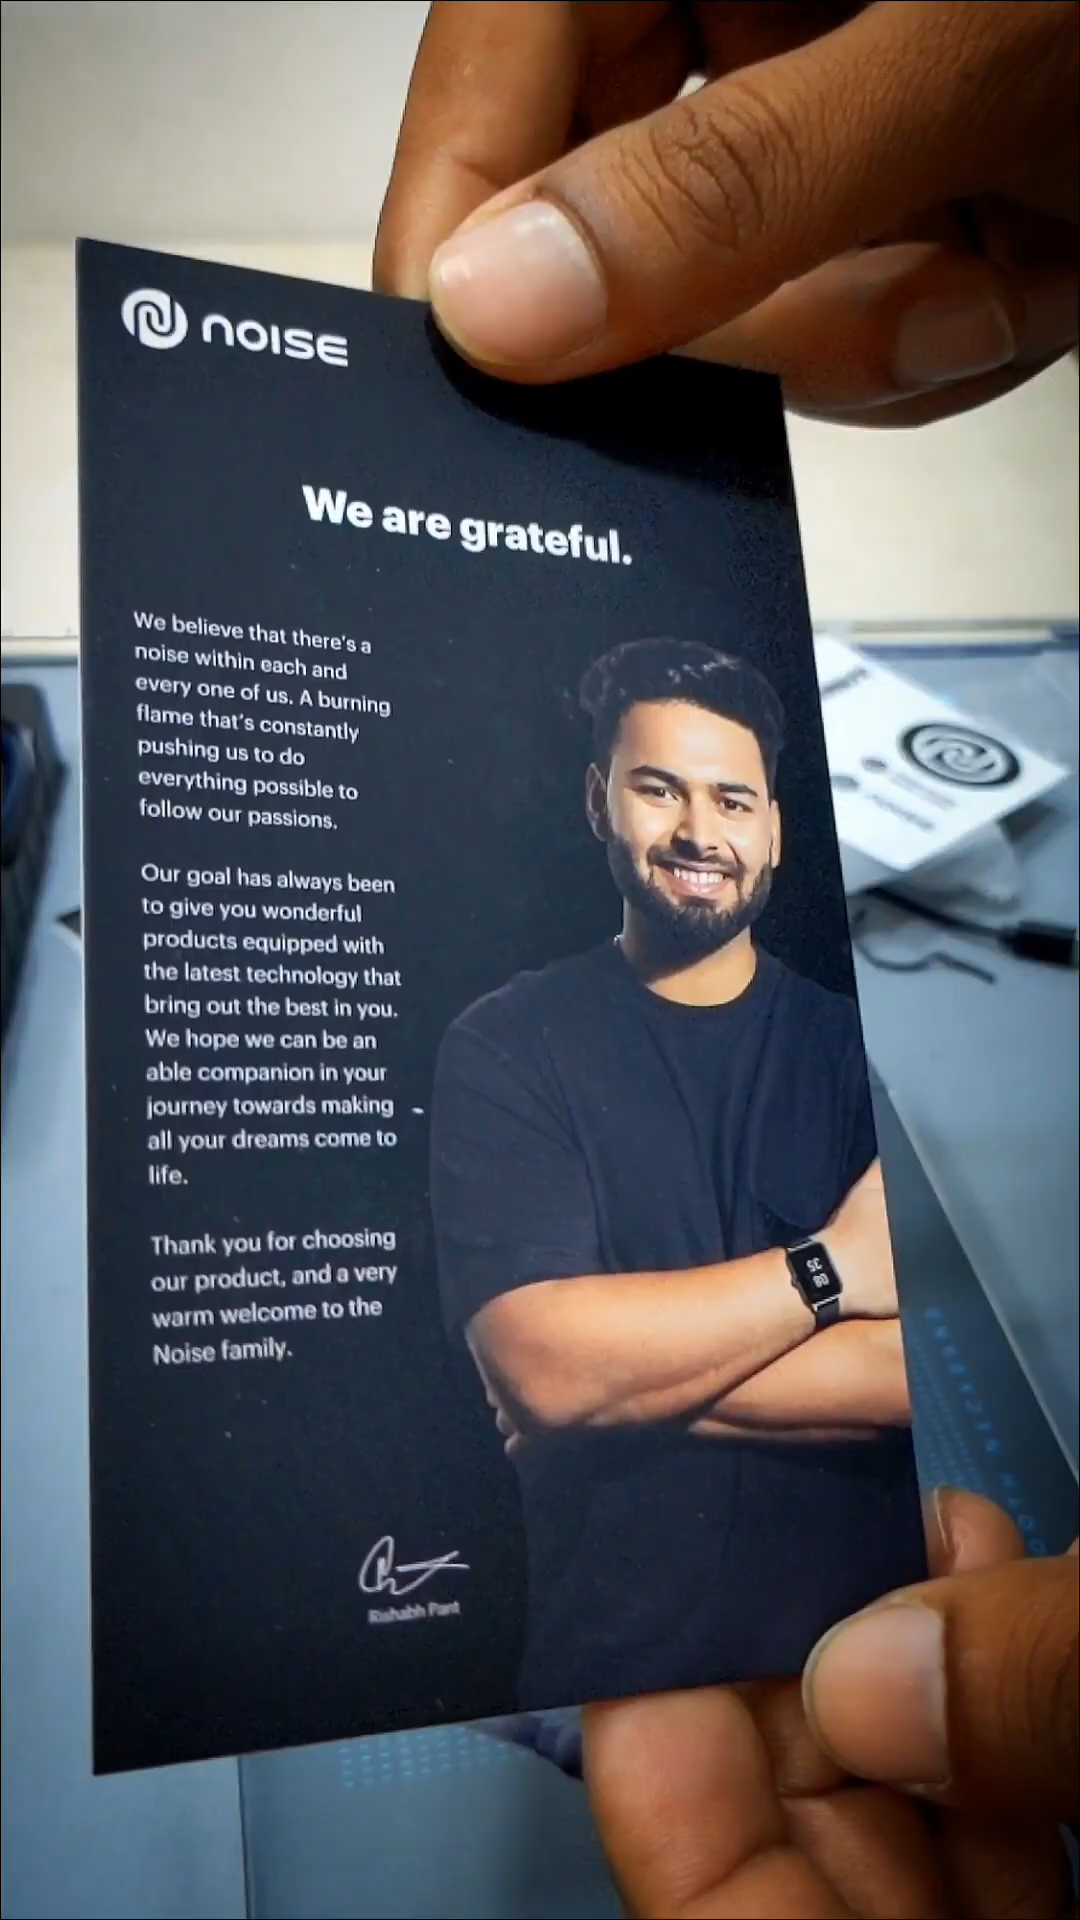 NOISE
We are grateful.
We believe that there's a
noise within each and
every one of us. A burning
flame that's constantly
pushing us to do
everything possible to
follow our passions.
Our goal has always been
to give you wonderful
products equipped with
the latest technology that
bring out the best in you.
We hope we can be an
able companion in your
journey towards making
all your dreams come to
life.
Thank you for choosing
our product, and a very
warm welcome to the
Noise family.
Rishabh Pant
08
35